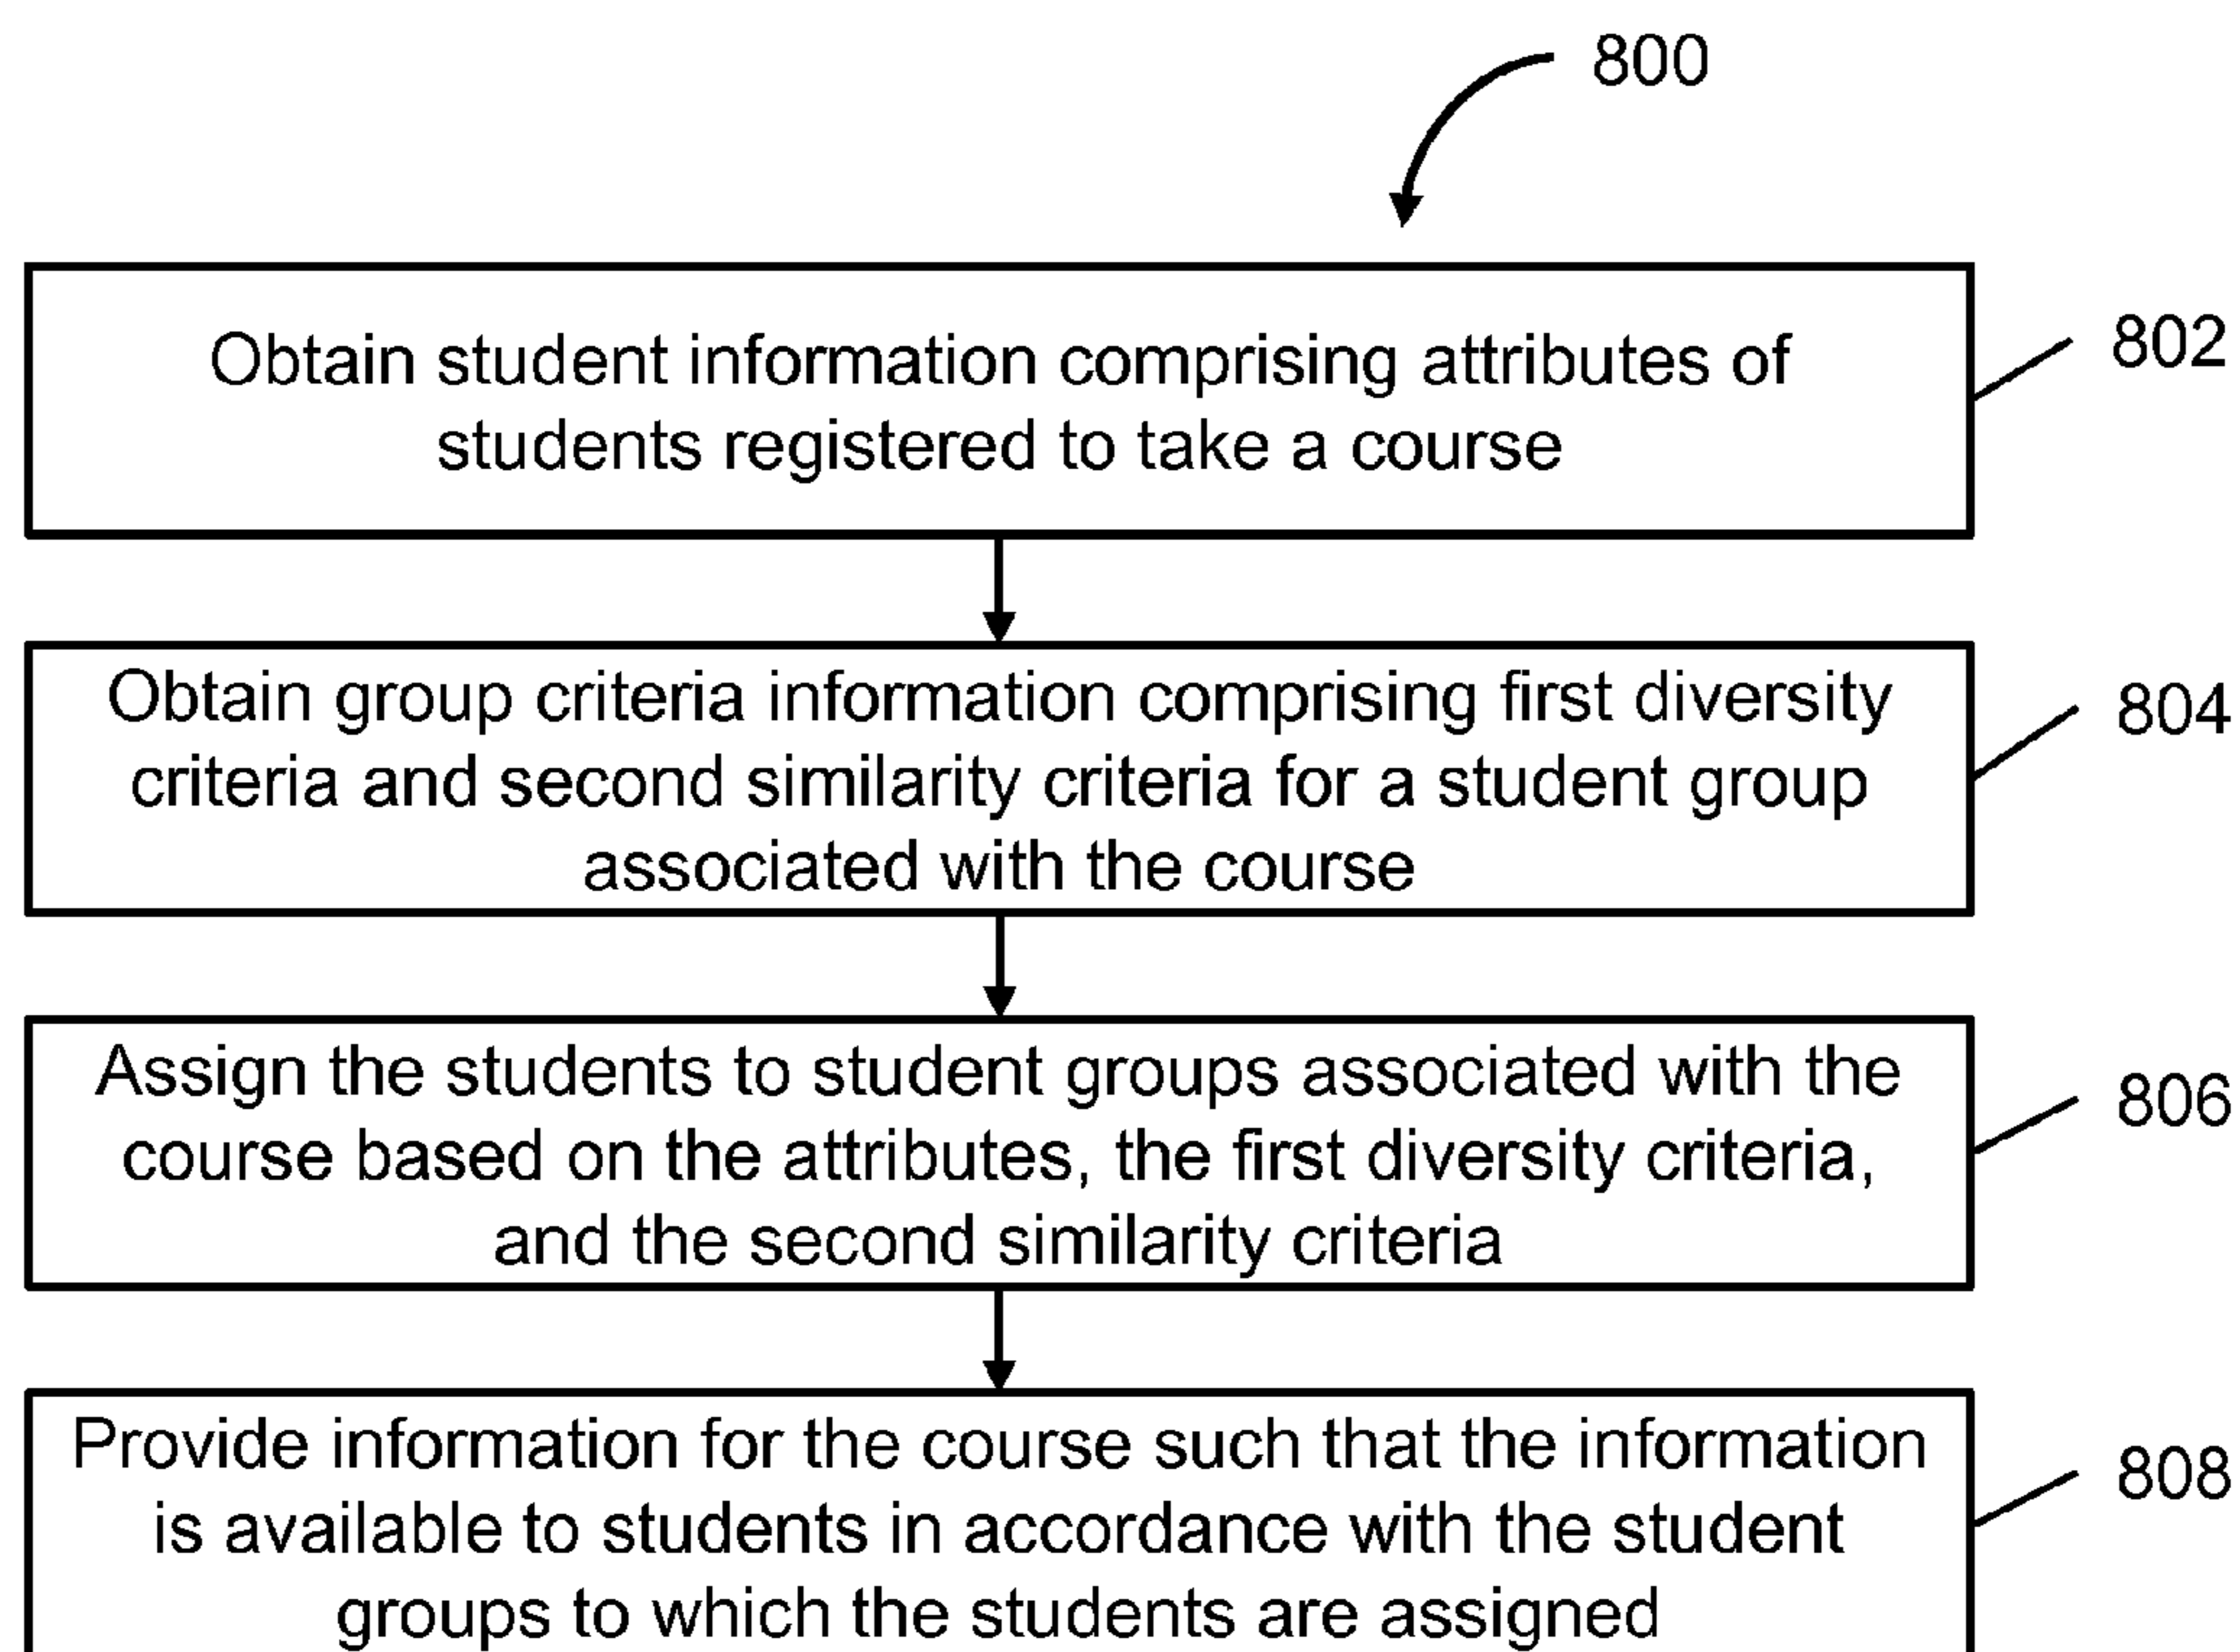 800
Obtain student information comprising attributes of
students registered to take a course
802
Obtain group criteria information comprising first diversity
criteria and second similarity criteria for a student group
associated with the course
804
Assign the students to student groups associated with the
course based on the attributes, the first diversity criteria,
and the second similarity criteria
806
Provide information for the course such that the information
is available to students in accordance with the student
groups to which the students are assigned
808